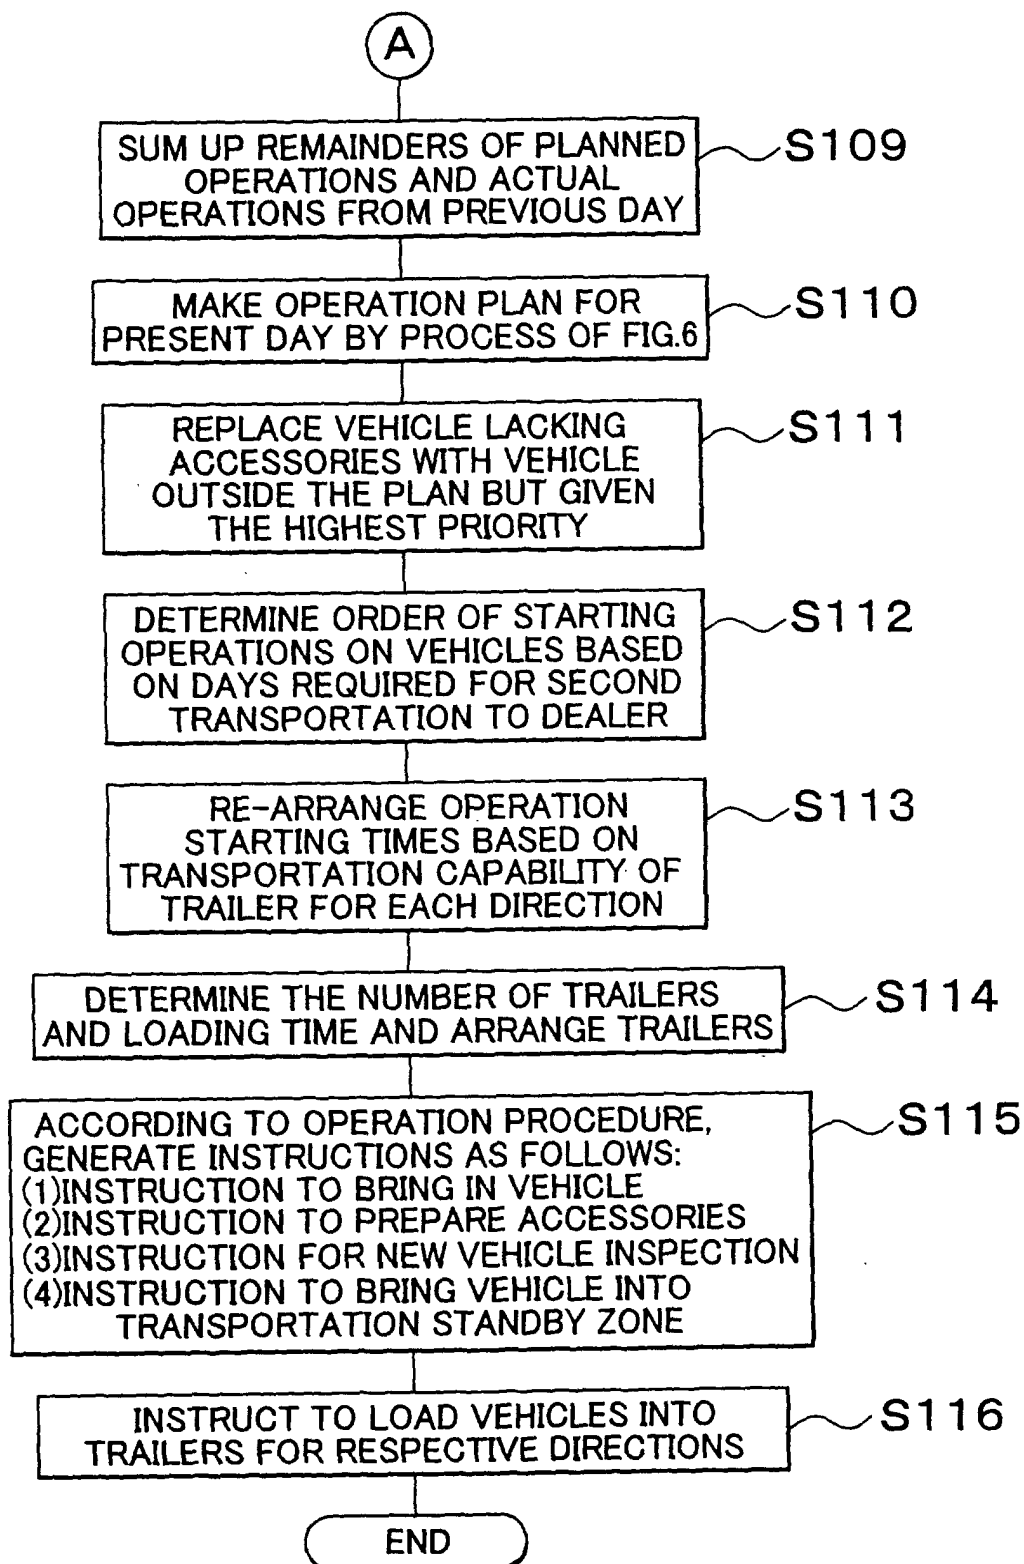 A
SUM UP REMAINDERS OF PLANNED
OPERATIONS AND ACTUAL
OPERATIONS FROM PREVIOUS DAY
S109
MAKE OPERATION PLAN FOR
PRESENT DAY BY PROCESS OF FIG.6
S110
REPLACE VEHICLE LACKING
ACCESSORIES WITH VEHICLE
OUTSIDE THE PLAN BUT GIVEN
THE HIGHEST PRIORITY
S111
DETERMINE ORDER OF STARTING
OPERATIONS ON VEHICLES BASED
ON DAYS REQUIRED FOR SECOND
TRANSPORTATION TO DEALER
S112
RE-ARRANGE OPERATION
STARTING TIMES BASED ON
TRANSPORTATION CAPABILITY OF
TRAILER FOR EACH DIRECTION
S113
DETERMINE THE NUMBER OF TRAILERS
AND LOADING TIME AND ARRANGE TRAILERS
S114
ACCORDING TO OPERATION PROCEDURE,
GENERATE INSTRUCTIONS AS FOLLOWS:
(1)INSTRUCTION TO BRING IN VEHICLE
(2)INSTRUCTION TO PREPARE ACCESSORIES
(3)INSTRUCTION FOR NEW VEHICLE INSPECTION
(4)INSTRUCTION TO BRING VEHICLE INTO
TRANSPORTATION STANDBY ZONE
S115
INSTRUCT TO LOAD VEHICLES INTO
TRAILERS FOR RESPECTIVE DIRECTIONS
S116
END